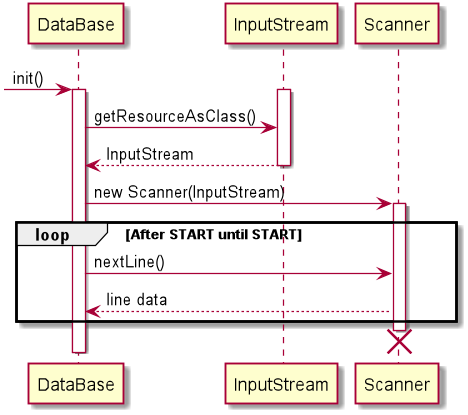 DataBase InputStream Scanner
init()
getResourceAsClass()
InputStream
new Scanner(InputStream)
loop [After START until START]
nextLine()
line data
DataBase InputStream Scanner